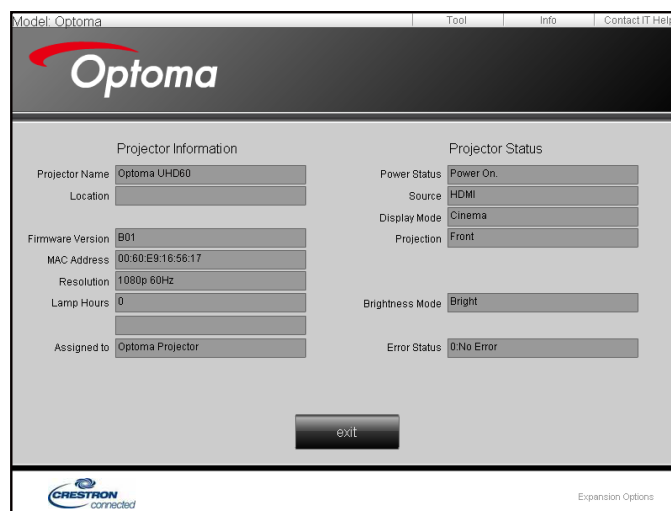 Model: Optoma Tool Info Contact IT Help
Optoma
Projector Information
Projector Name Optoma UHD60
Location
Firmware Version B01
MAC Address 00:60:E9:16:56:17
Resolution 1080p 60Hz
Lamp Hours 0
Assigned to Optoma Projector
Projector Status
Power Status Power On.
Source HDMI
Display Mode Cinema
Projection Front
Brightness Mode Bright
Error Status 0:No Error
exit
CRESTRON
connected
Expansion Options